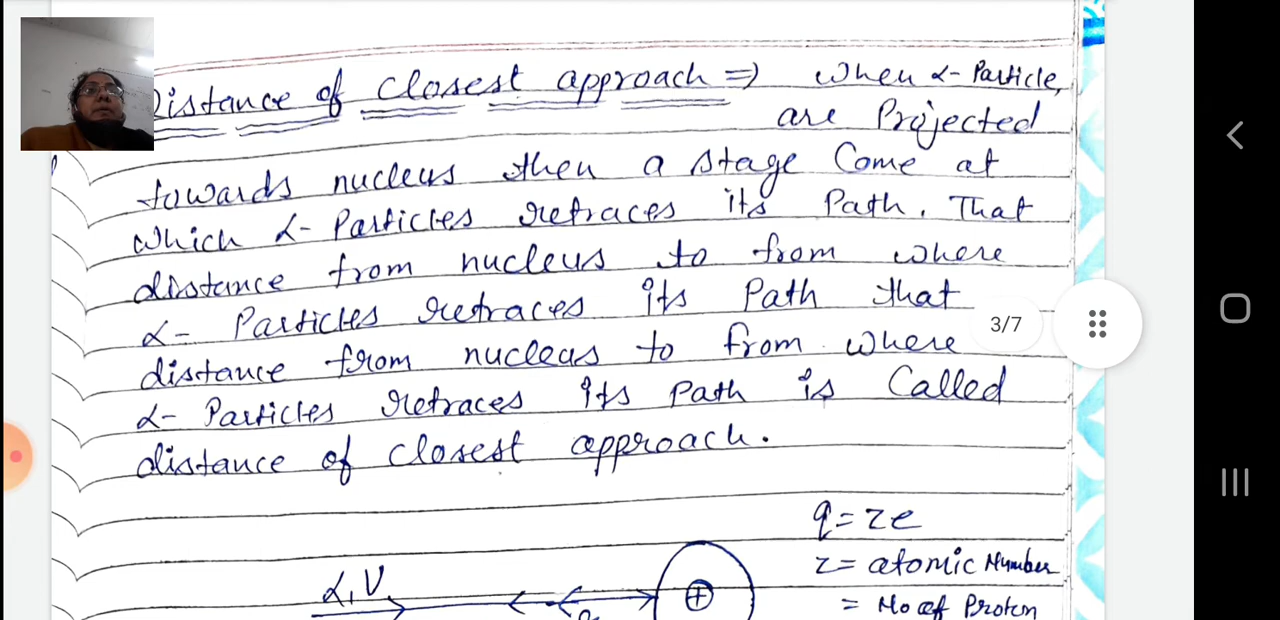 Distance of closest approach ⇒ When α-Particle,
are Projected
towards nucleus then a stage Come at
which α-Particles retraces its Path. That
distance from nucleus to from where
α-Particles retraces its Path that
distance from nucleus to from where
α-Particles retraces its Path is Called
distance of closest approach.
q=ze
z= atomic Number
= No of Proton
α, V
+
3/7